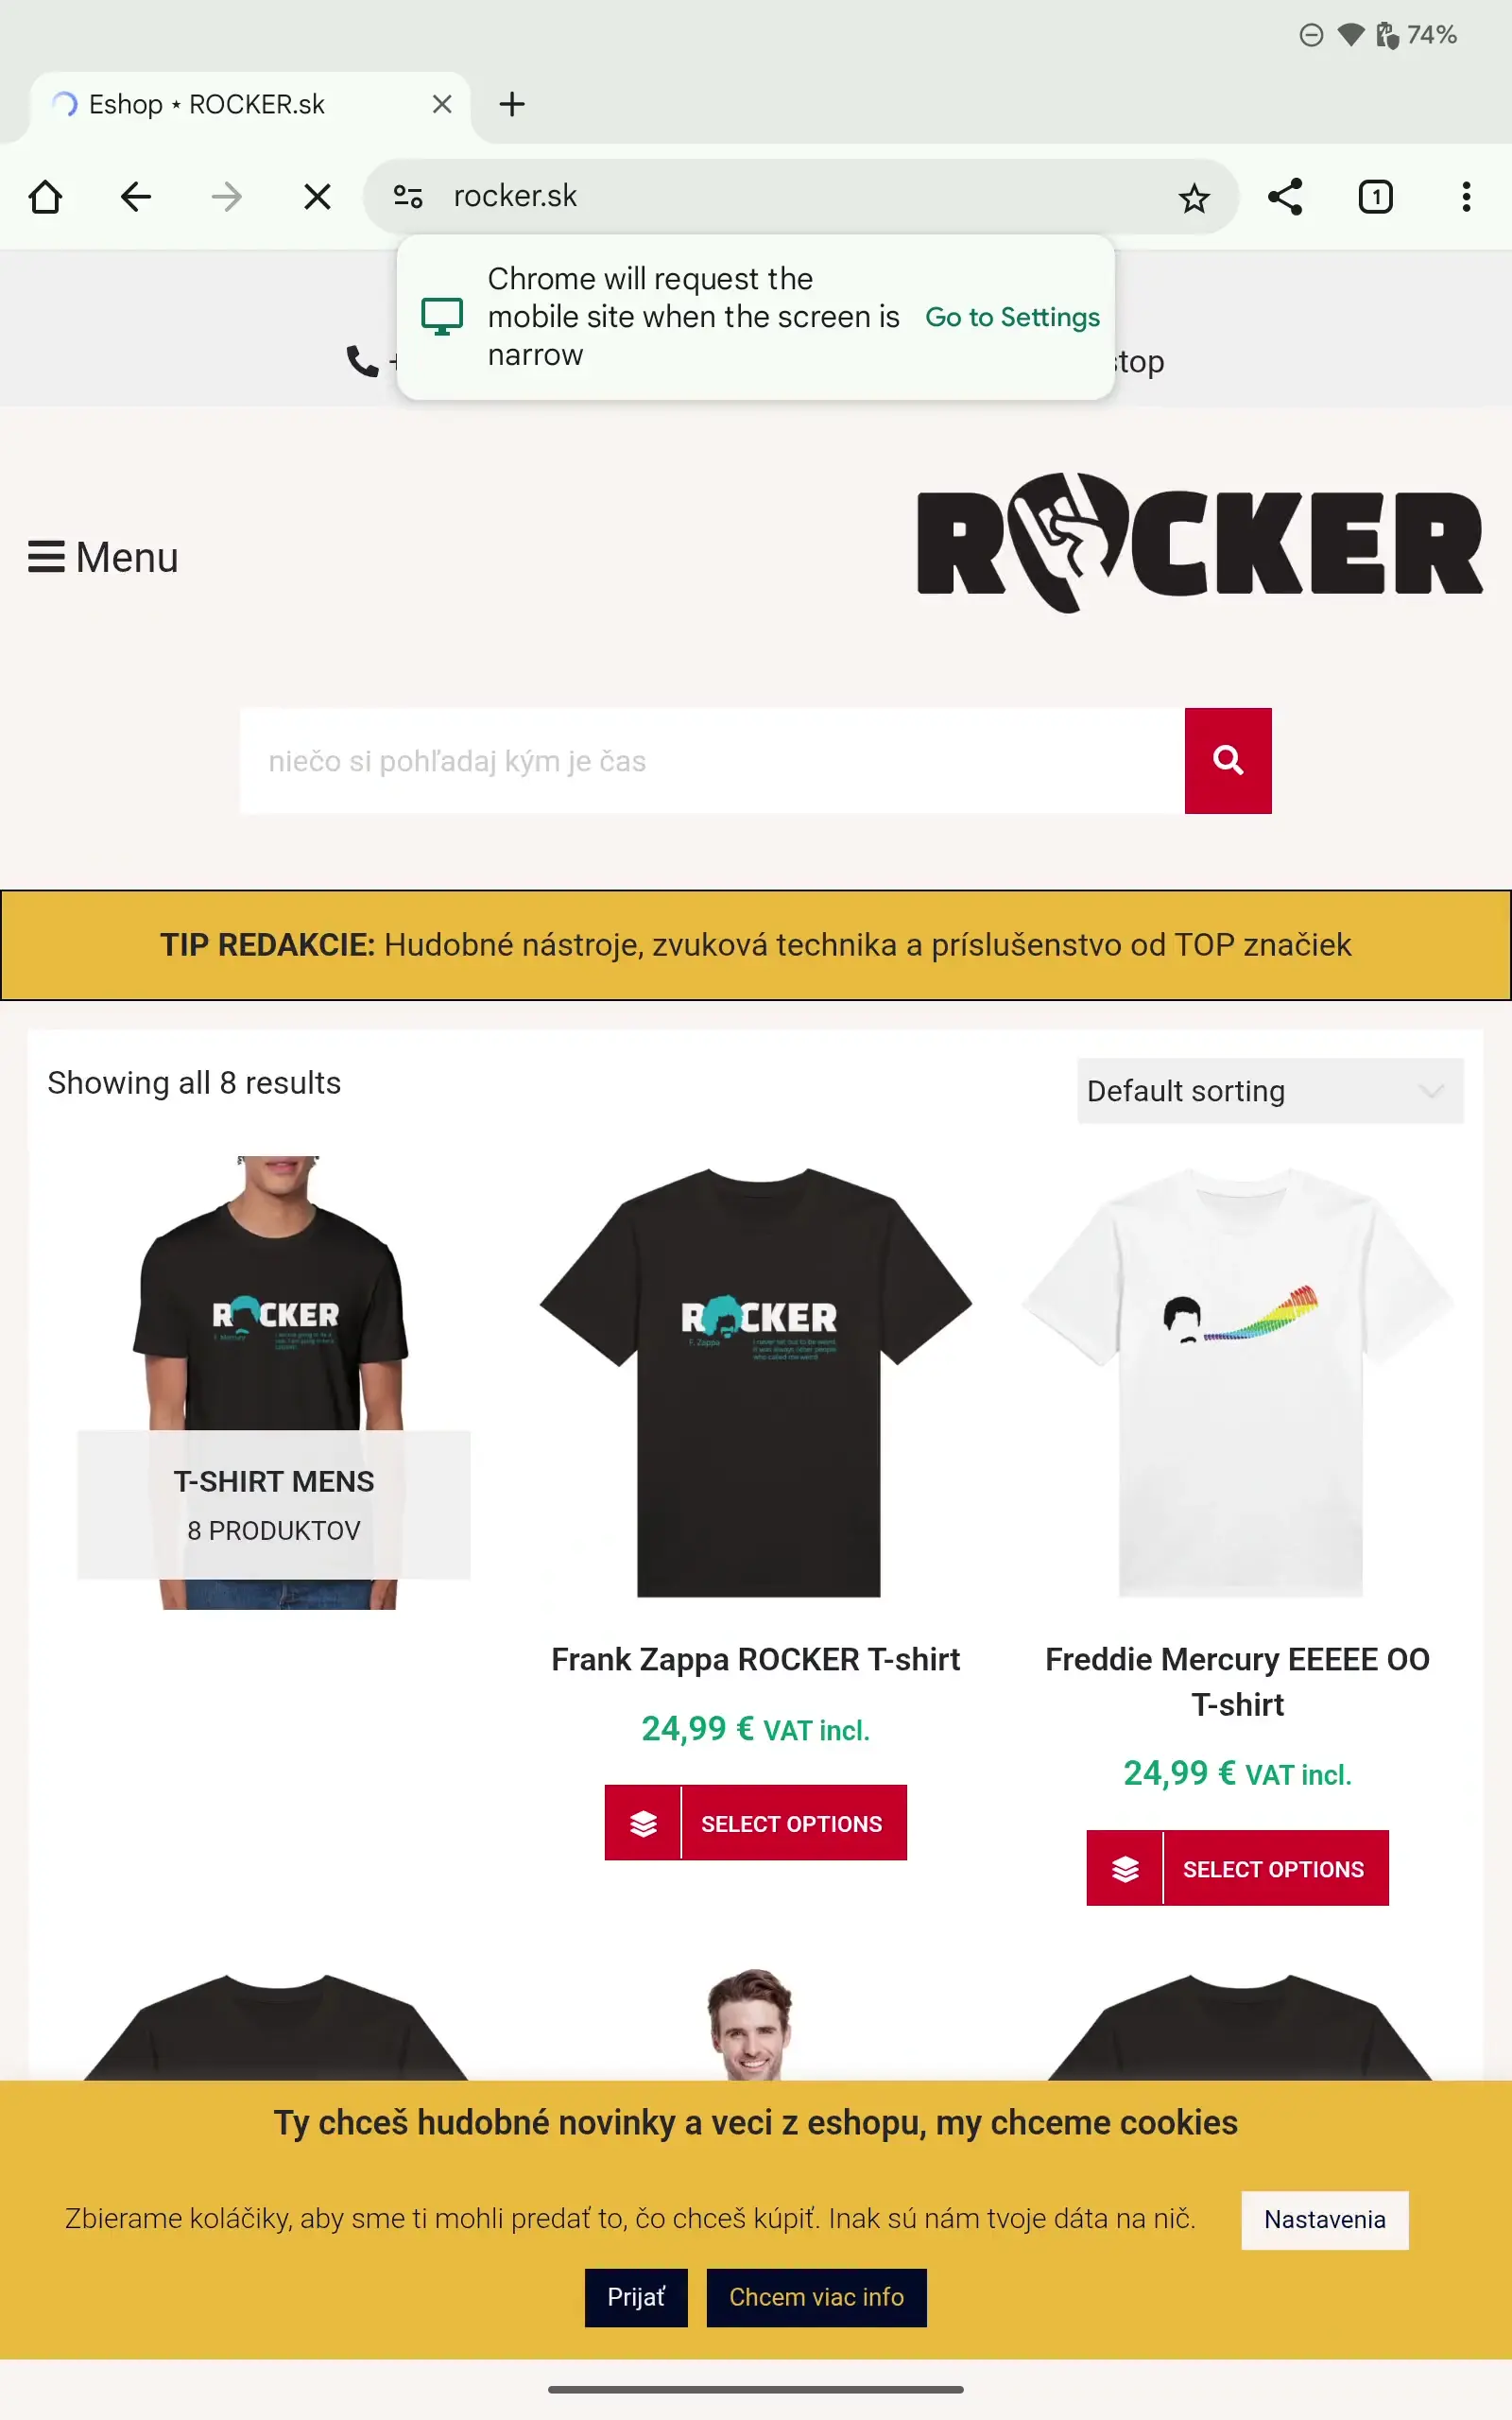 74%
Eshop ⋆ ROCKER.sk
rocker.sk
1
Chrome will request the
mobile site when the screen is
narrow
Go to Settings
ROCKER
Menu
niečo si pohľadaj kým je čas
TIP REDAKCIE: Hudobné nástroje, zvuková technika a príslušenstvo od TOP značiek
Showing all 8 results
Default sorting
ROCKER
ROCKER
F. Zappa
T-SHIRT MENS
8 PRODUKTOV
Frank Zappa ROCKER T-shirt
24,99 € VAT incl.
SELECT OPTIONS
Freddie Mercury EEEEE OO
T-shirt
24,99 € VAT incl.
SELECT OPTIONS
Ty chceš hudobné novinky a veci z eshopu, my chceme cookies
Zbierame koláčiky, aby sme ti mohli predať to, čo chceš kúpiť. Inak sú nám tvoje dáta na nič.
Nastavenia
Prijať
Chcem viac info